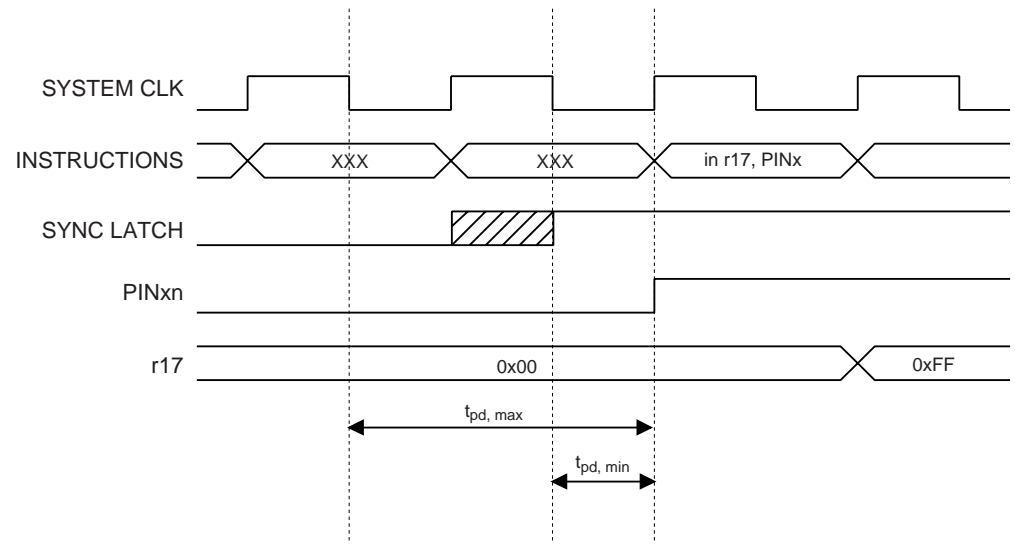 SYSTEM CLK
INSTRUCTIONS XXX XXX in r17, PINx
SYNC LATCH
PINxn
r17 0x00 0xFF
tpd, max
tpd, min